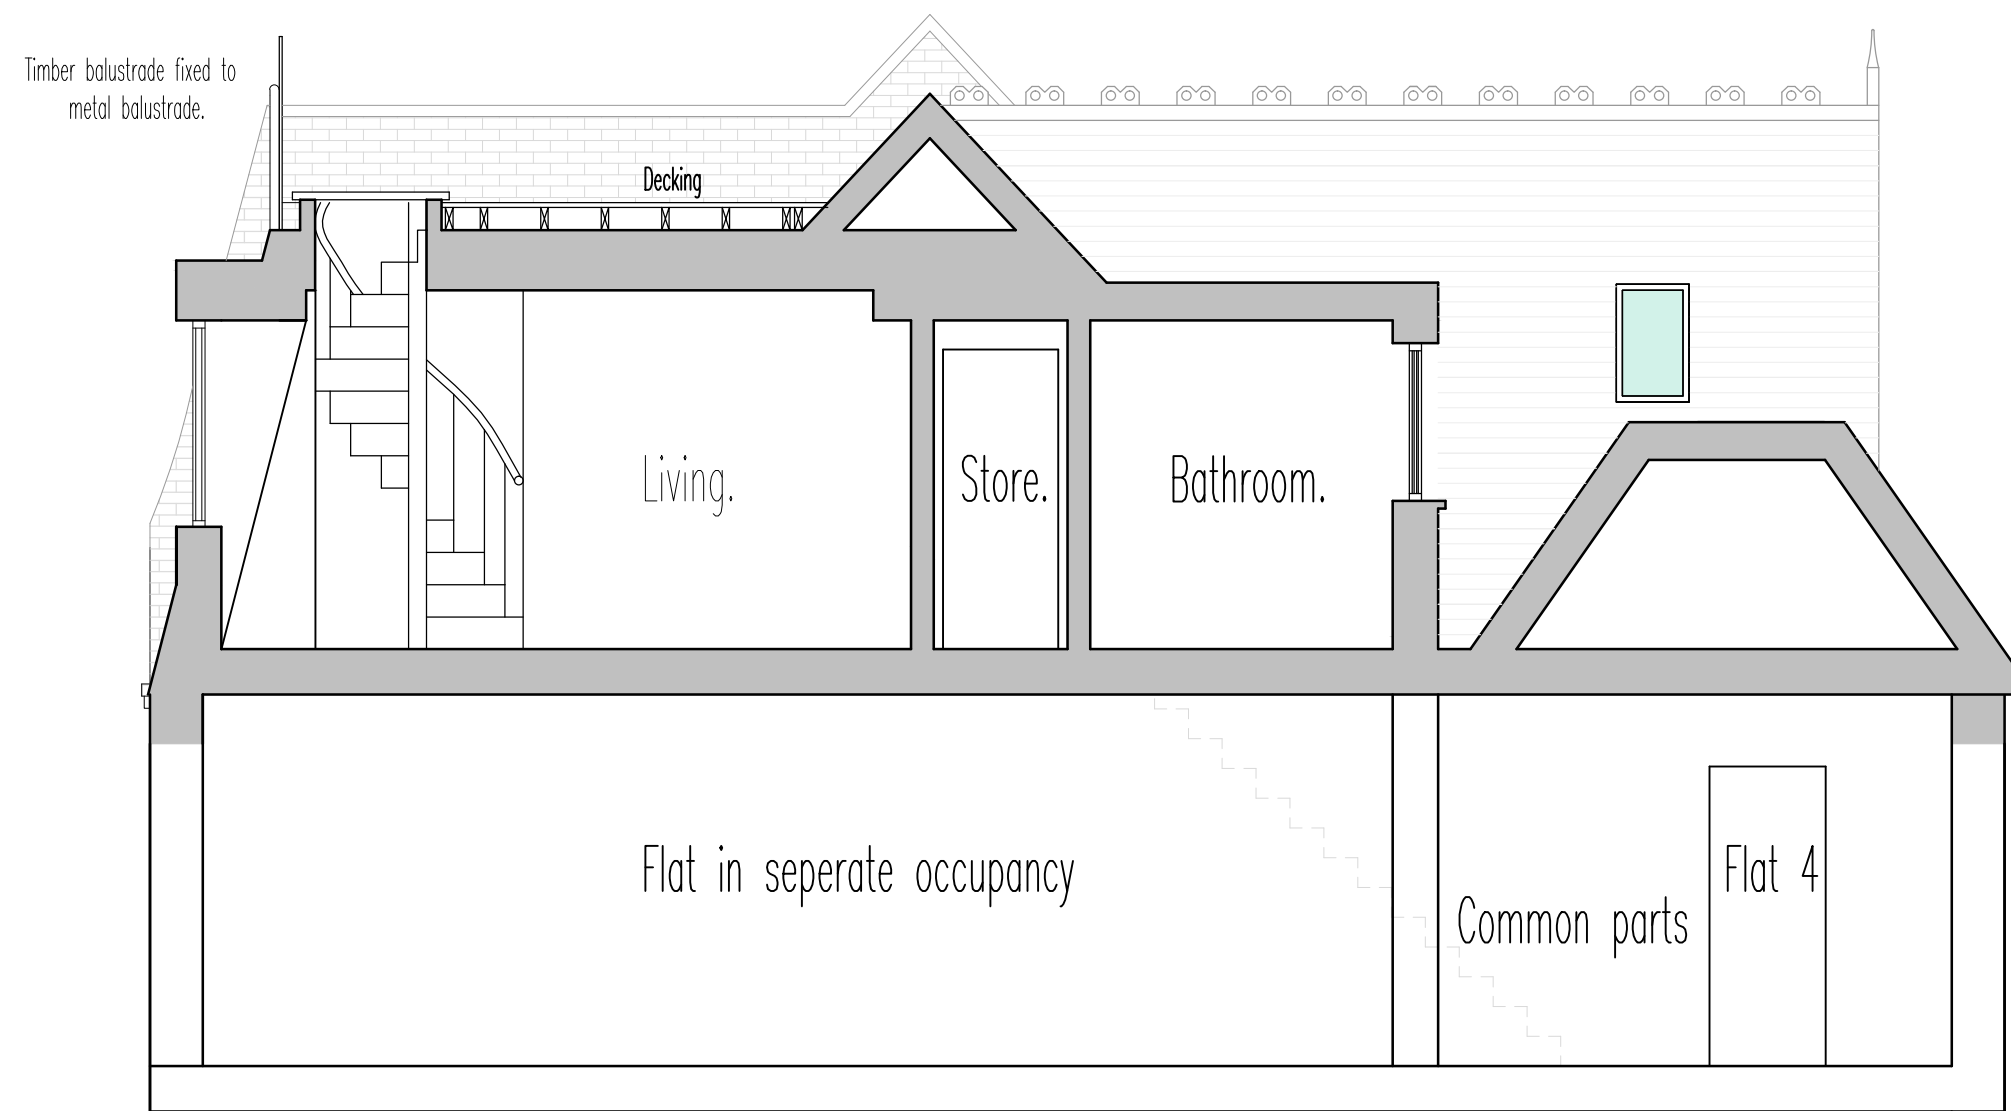 Timber balustrade fixed to
metal balustrade.
Decking
Living.
Store.
Bathroom.
Flat in seperate occupancy
Flat 4
Common parts